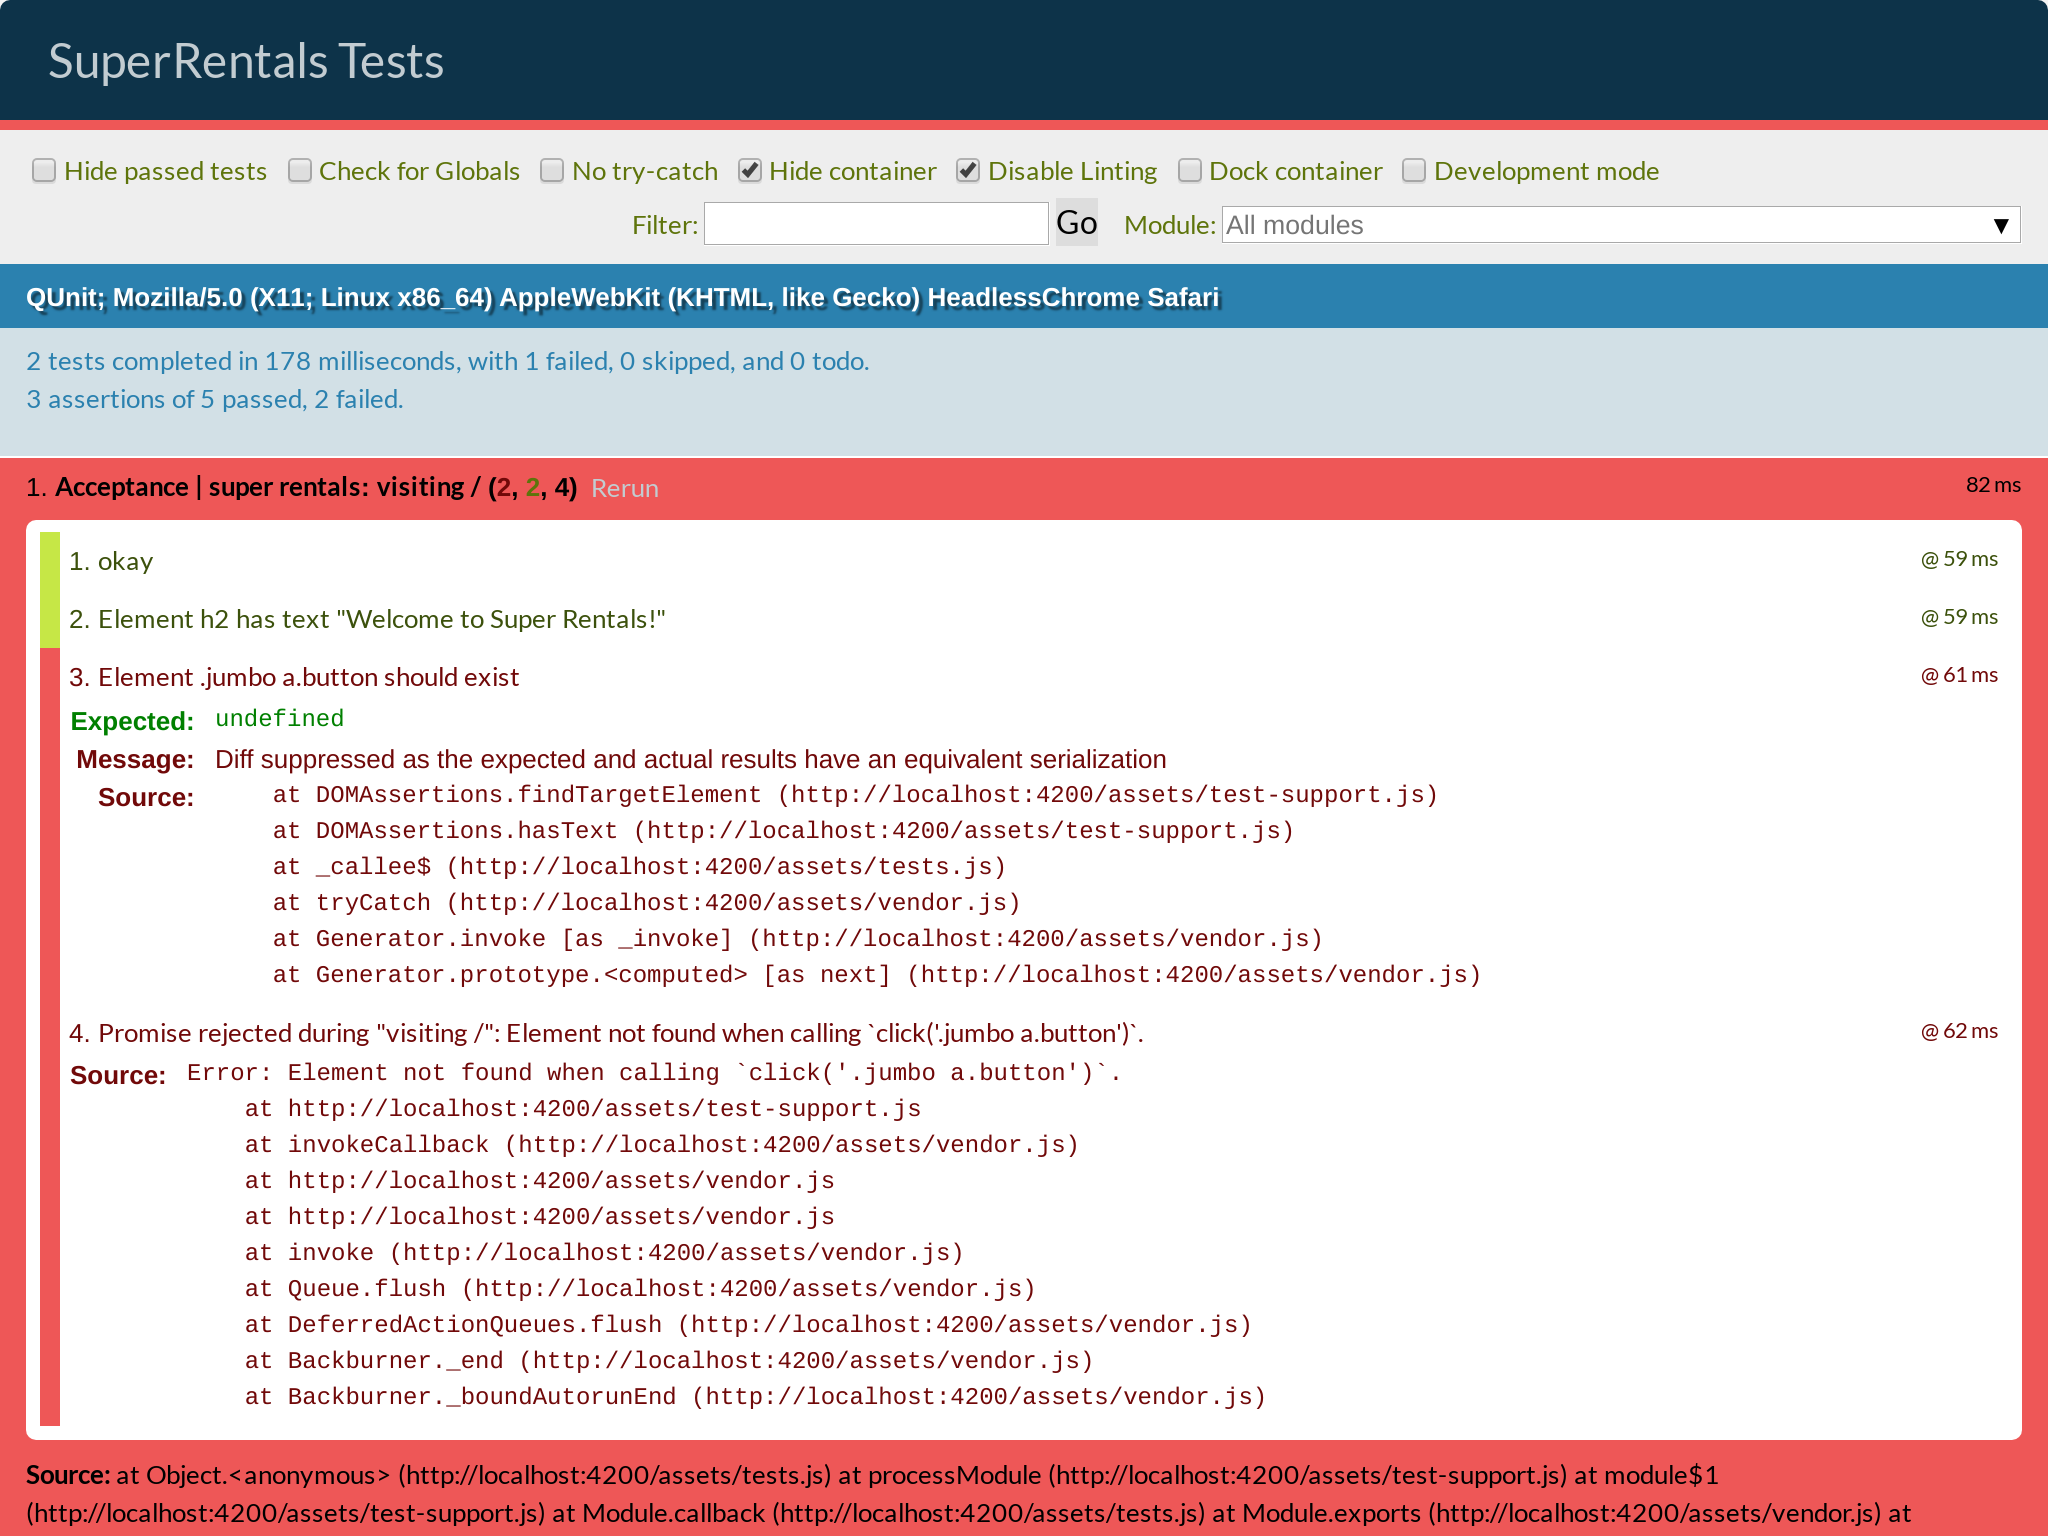 SuperRentals Tests
Hide passed tests Check for Globals No try-catch Hide container Disable Linting Dock container Development mode
Filter: Go Module: All modules ▼
QUnit; Mozilla/5.0 (X11; Linux x86_64) AppleWebKit (KHTML, like Gecko) HeadlessChrome Safari
2 tests completed in 178 milliseconds, with 1 failed, 0 skipped, and 0 todo.
3 assertions of 5 passed, 2 failed.
1. Acceptance | super rentals: visiting / (2, 2, 4) Rerun 82 ms
1. okay @ 59 ms
2. Element h2 has text "Welcome to Super Rentals!" @ 59 ms
3. Element .jumbo a.button should exist @ 61 ms
Expected: undefined
Message: Diff suppressed as the expected and actual results have an equivalent serialization
Source: at DOMAssertions.findTargetElement (http://localhost:4200/assets/test-support.js)
at DOMAssertions.hasText (http://localhost:4200/assets/test-support.js)
at _callee$ (http://localhost:4200/assets/tests.js)
at tryCatch (http://localhost:4200/assets/vendor.js)
at Generator.invoke [as _invoke] (http://localhost:4200/assets/vendor.js)
at Generator.prototype.<computed> [as next] (http://localhost:4200/assets/vendor.js)
4. Promise rejected during "visiting /": Element not found when calling `click('.jumbo a.button')`. @ 62 ms
Source: Error: Element not found when calling `click('.jumbo a.button')`.
at http://localhost:4200/assets/test-support.js
at invokeCallback (http://localhost:4200/assets/vendor.js)
at http://localhost:4200/assets/vendor.js
at http://localhost:4200/assets/vendor.js
at invoke (http://localhost:4200/assets/vendor.js)
at Queue.flush (http://localhost:4200/assets/vendor.js)
at DeferredActionQueues.flush (http://localhost:4200/assets/vendor.js)
at Backburner._end (http://localhost:4200/assets/vendor.js)
at Backburner._boundAutorunEnd (http://localhost:4200/assets/vendor.js)
Source: at Object.<anonymous> (http://localhost:4200/assets/tests.js) at processModule (http://localhost:4200/assets/test-support.js) at module$1
(http://localhost:4200/assets/test-support.js) at Module.callback (http://localhost:4200/assets/tests.js) at Module.exports (http://localhost:4200/assets/vendor.js) at